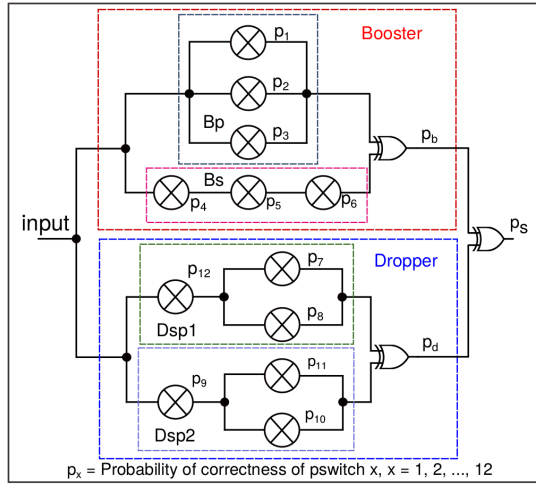 Booster
p1
p2
Bp
p3
pb
Bs
p4
p5
p6
input
ps
Dropper
p12
p7
Dsp1
p8
pd
p9
p11
Dsp2
p10
px = Probability of correctness of pswitch x, x = 1, 2, ..., 12